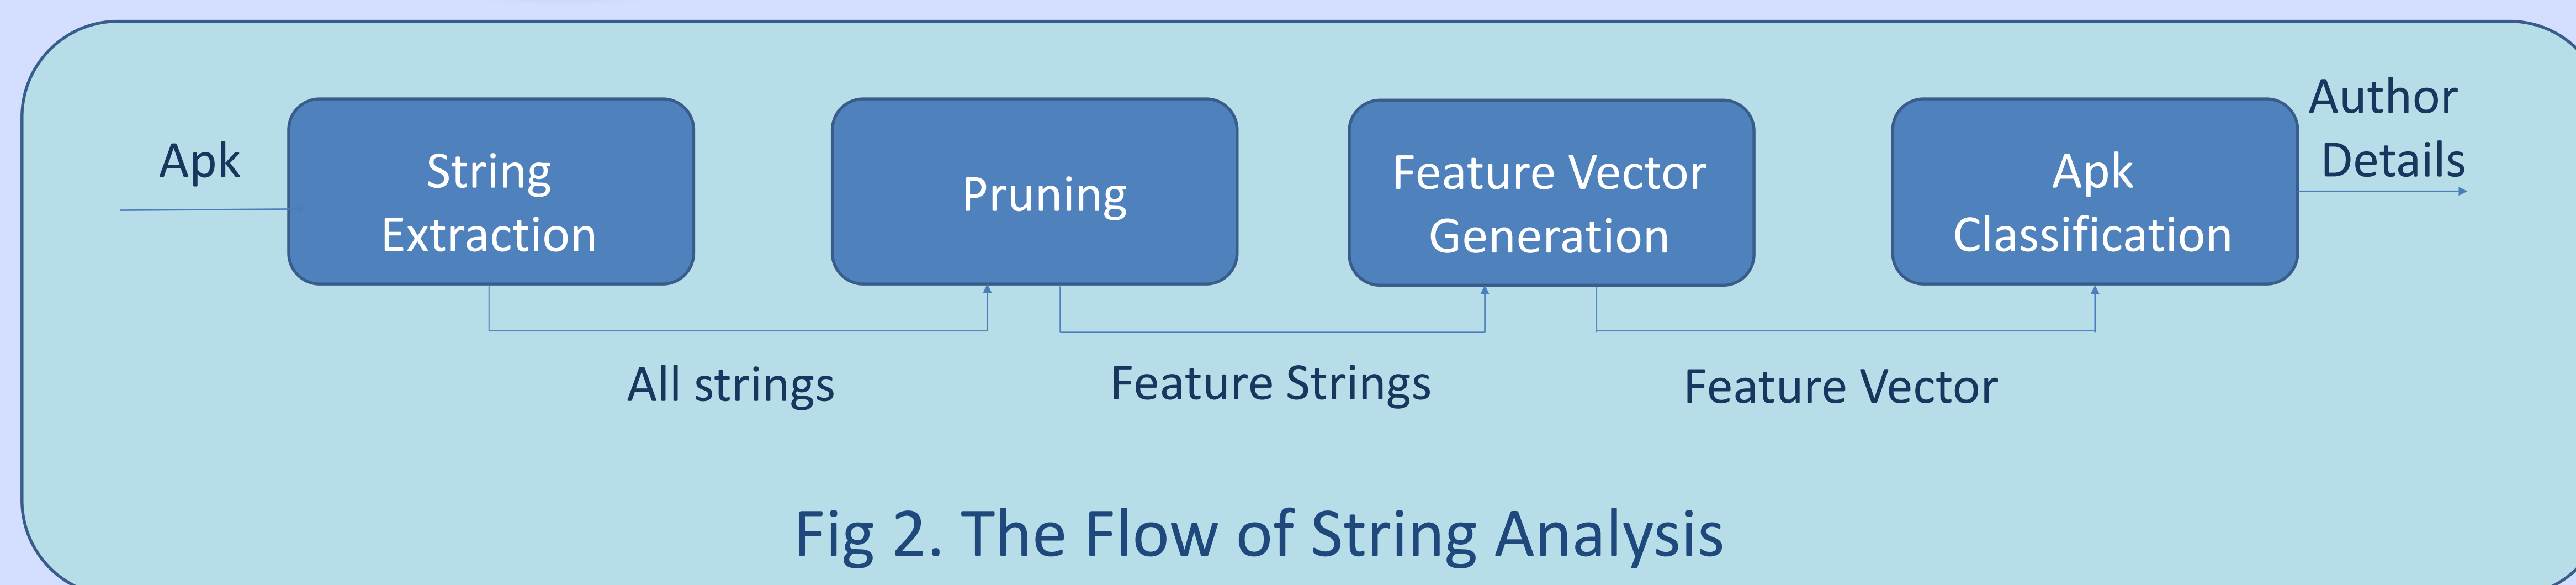 Apk
String
Extraction
Pruning
Feature Vector
Generation
Apk
Classification
Author
Details
All strings
Feature Strings
Feature Vector
Fig 2. The Flow of String Analysis